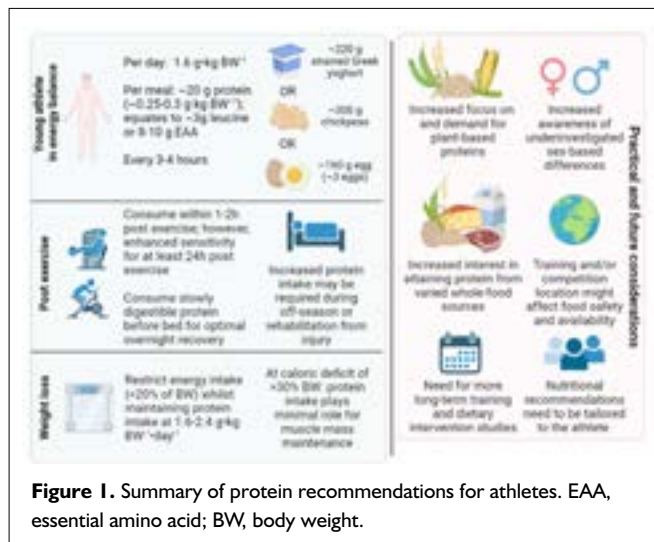 Young athlete
in energy balance
Per day: 1.6 g·kg BW⁻¹
Per meal: ~20 g protein
(~0.25-0.3 g·kg BW⁻¹);
equates to ~3g leucine
or 8-10 g EAA
Every 3-4 hours
~220 g
strained Greek
yoghurt
OR
chickpeas
OR
egg
(~3 eggs)
Post exercise
Consume within 1-2h
post exercise; however,
enhanced sensitivity
for at least 24h post
exercise
Consume slowly
digestible protein
before bed for optimal
overnight recovery
Increased protein
intake may be
required during
off-season or
rehabilitation from
injury
Weight loss
Restrict energy intake
(<20% of BW) whilst
maintaining protein
intake at 1.6-2.4 g·kg
At caloric deficit of
>30% BW: protein
intake plays
minimal role for
muscle mass
maintenance
Increased focus on
and demand for
plant-based
proteins
Increased
awareness of
underinvestigated
sex-based
differences
Increased interest in
attaining protein from
varied whole-food
sources
Training and/or
competition
location might
affect food safety
and availability
Need for more
long-term training
and dietary
intervention studies
Nutritional
recommendations
need to be tailored
to the athlete
Practical and future considerations
Figure 1. Summary of protein recommendations for athletes. EAA,
essential amino acid; BW, body weight.